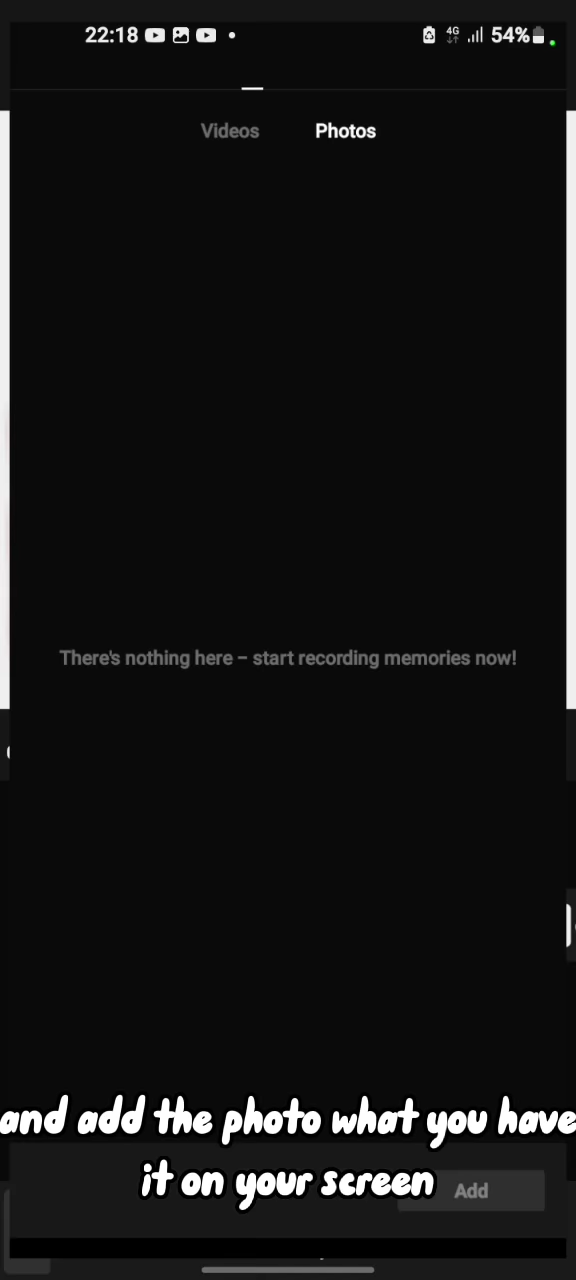 22:18 4G 54%
Videos Photos
There's nothing here – start recording memories now!
and add the photo what you have
it on your screen
Add